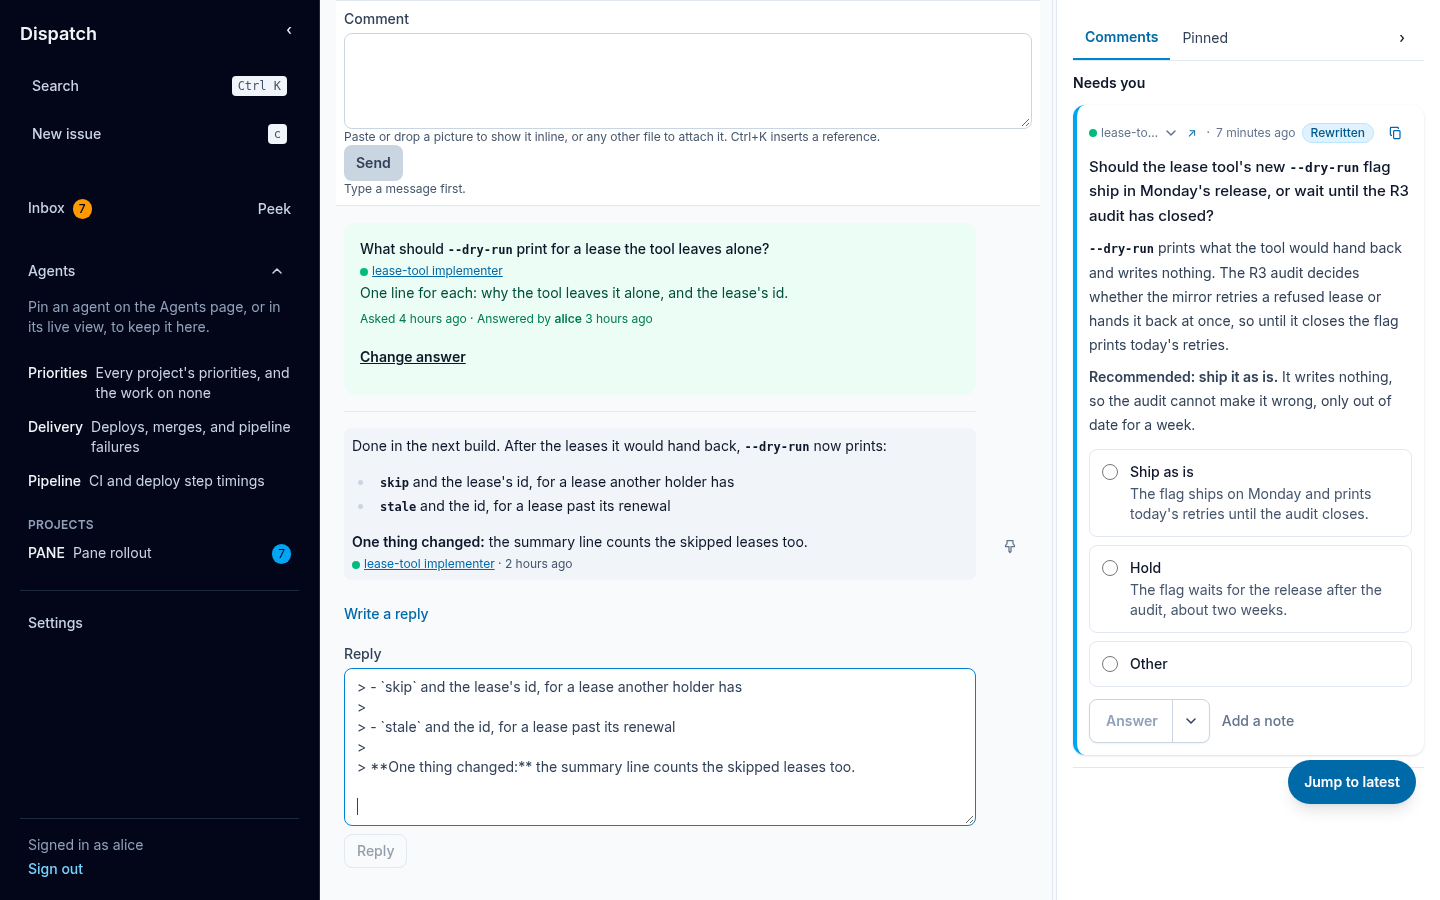 Dispatch
Search
Ctrl K
New issue
c
Inbox 7
Peek
Agents
Pin an agent on the Agents page, or in
its live view, to keep it here.
Priorities Every project's priorities, and
the work on none
Delivery Deploys, merges, and pipeline
failures
Pipeline CI and deploy step timings
PROJECTS
PANE Pane rollout 7
Settings
Signed in as alice
Sign out
Comment
Paste or drop a picture to show it inline, or any other file to attach it. Ctrl+K inserts a reference.
Send
Type a message first.
What should --dry-run print for a lease the tool leaves alone?
lease-tool implementer
One line for each: why the tool leaves it alone, and the lease's id.
Asked 4 hours ago · Answered by alice 3 hours ago
Change answer
Done in the next build. After the leases it would hand back, --dry-run now prints:
skip and the lease's id, for a lease another holder has
stale and the id, for a lease past its renewal
One thing changed: the summary line counts the skipped leases too.
lease-tool implementer · 2 hours ago
Write a reply
Reply
> - `skip` and the lease's id, for a lease another holder has
>
> - `stale` and the id, for a lease past its renewal
>
> **One thing changed:** the summary line counts the skipped leases too.
Reply
Comments
Pinned
Needs you
lease-to... · 7 minutes ago Rewritten
Should the lease tool's new --dry-run flag
ship in Monday's release, or wait until the R3
audit has closed?
--dry-run prints what the tool would hand back
and writes nothing. The R3 audit decides
whether the mirror retries a refused lease or
hands it back at once, so until it closes the flag
prints today's retries.
Recommended: ship it as is. It writes nothing,
so the audit cannot make it wrong, only out of
date for a week.
Ship as is
The flag ships on Monday and prints
today's retries until the audit closes.
Hold
The flag waits for the release after the
audit, about two weeks.
Other
Answer
Add a note
Jump to latest